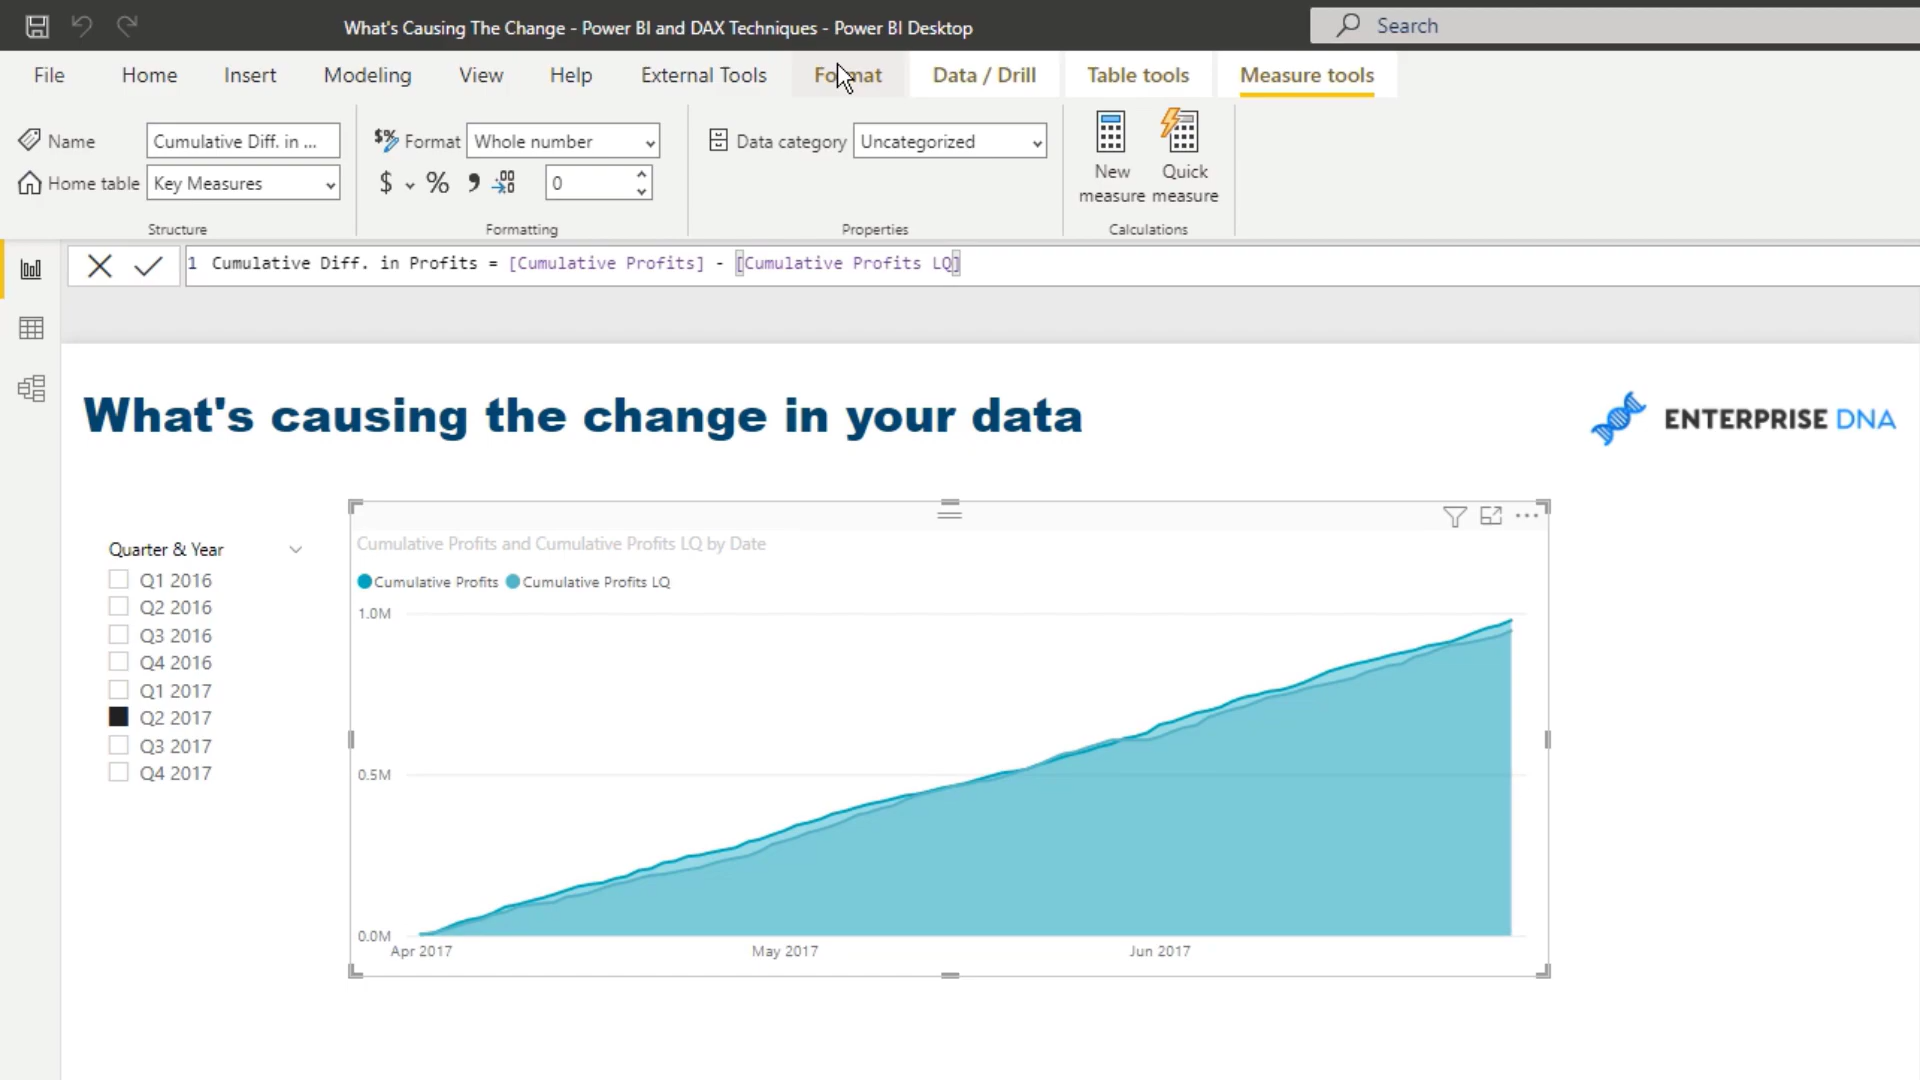 What's Causing The Change - Power BI and DAX Techniques - Power BI Desktop
Search
File Home Insert Modeling View Help External Tools Format Data / Drill Table tools Measure tools
Name Cumulative Diff. in ... $% Format Whole number Data category Uncategorized
Home table Key Measures $ % 0
New measure
Quick measure
Structure Formatting Properties Calculations
1 Cumulative Diff. in Profits = [Cumulative Profits] - [Cumulative Profits LQ]
What's causing the change in your data
ENTERPRISE DNA
Quarter & Year
Q1 2016
Q2 2016
Q3 2016
Q4 2016
Q1 2017
Q2 2017
Q3 2017
Q4 2017
Cumulative Profits and Cumulative Profits LQ by Date
Cumulative Profits Cumulative Profits LQ
1.0M
0.5M
0.0M
Apr 2017 May 2017 Jun 2017